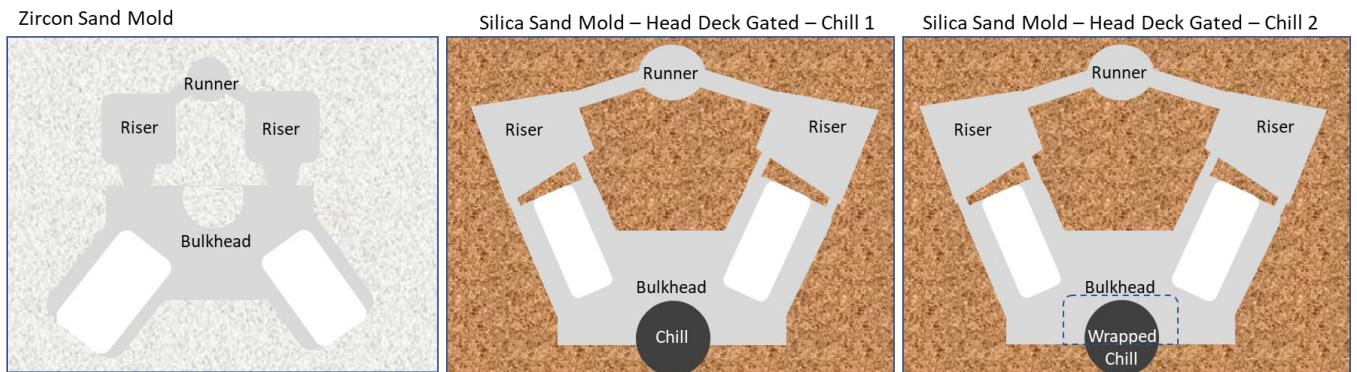 Zircon Sand Mold
Runner
Riser
Riser
Bulkhead
Silica Sand Mold – Head Deck Gated – Chill 1
Runner
Riser
Riser
Bulkhead
Chill
Silica Sand Mold – Head Deck Gated – Chill 2
Runner
Riser
Riser
Bulkhead
Wrapped
Chill